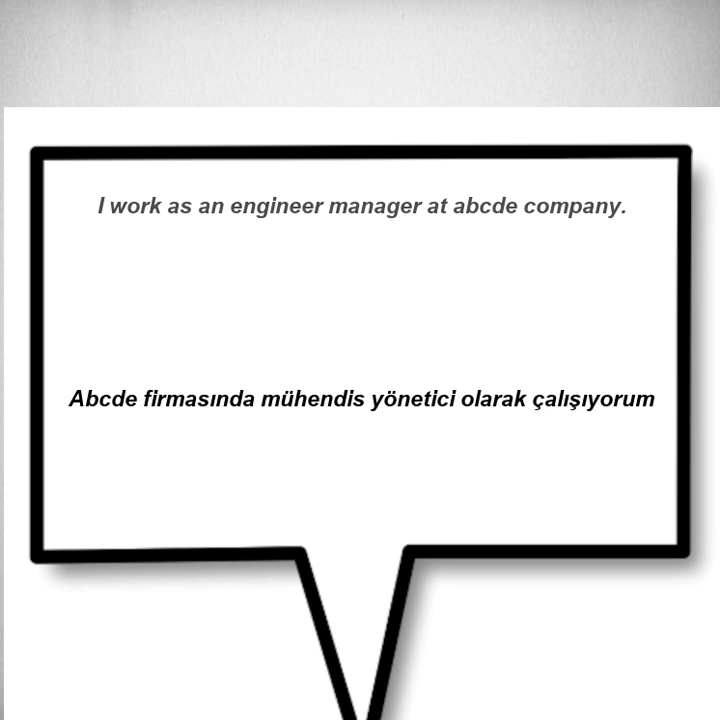 I work as an engineer manager at abcde company.
Abcde firmasında mühendis yönetici olarak çalışıyorum